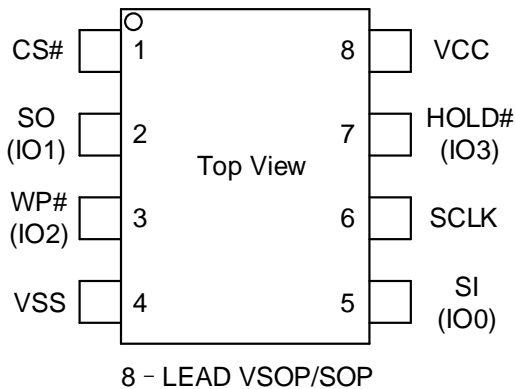 CS# 1 8 VCC
SO
(IO1) 2 7 HOLD#
(IO3)
Top View
WP#
(IO2) 3 6 SCLK
VSS 4 5 SI
(IO0)
8 – LEAD VSOP/SOP